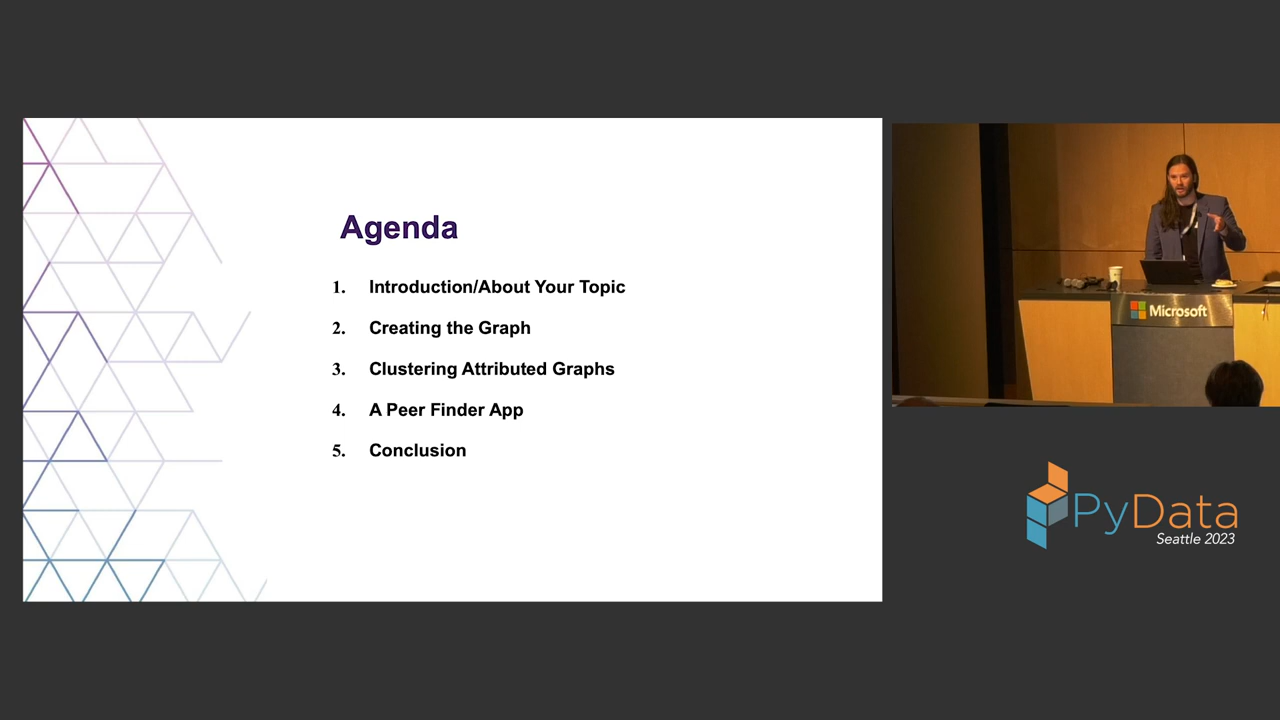 Agenda
1. Introduction/About Your Topic
2. Creating the Graph
3. Clustering Attributed Graphs
4. A Peer Finder App
5. Conclusion
Microsoft
PyData
Seattle 2023